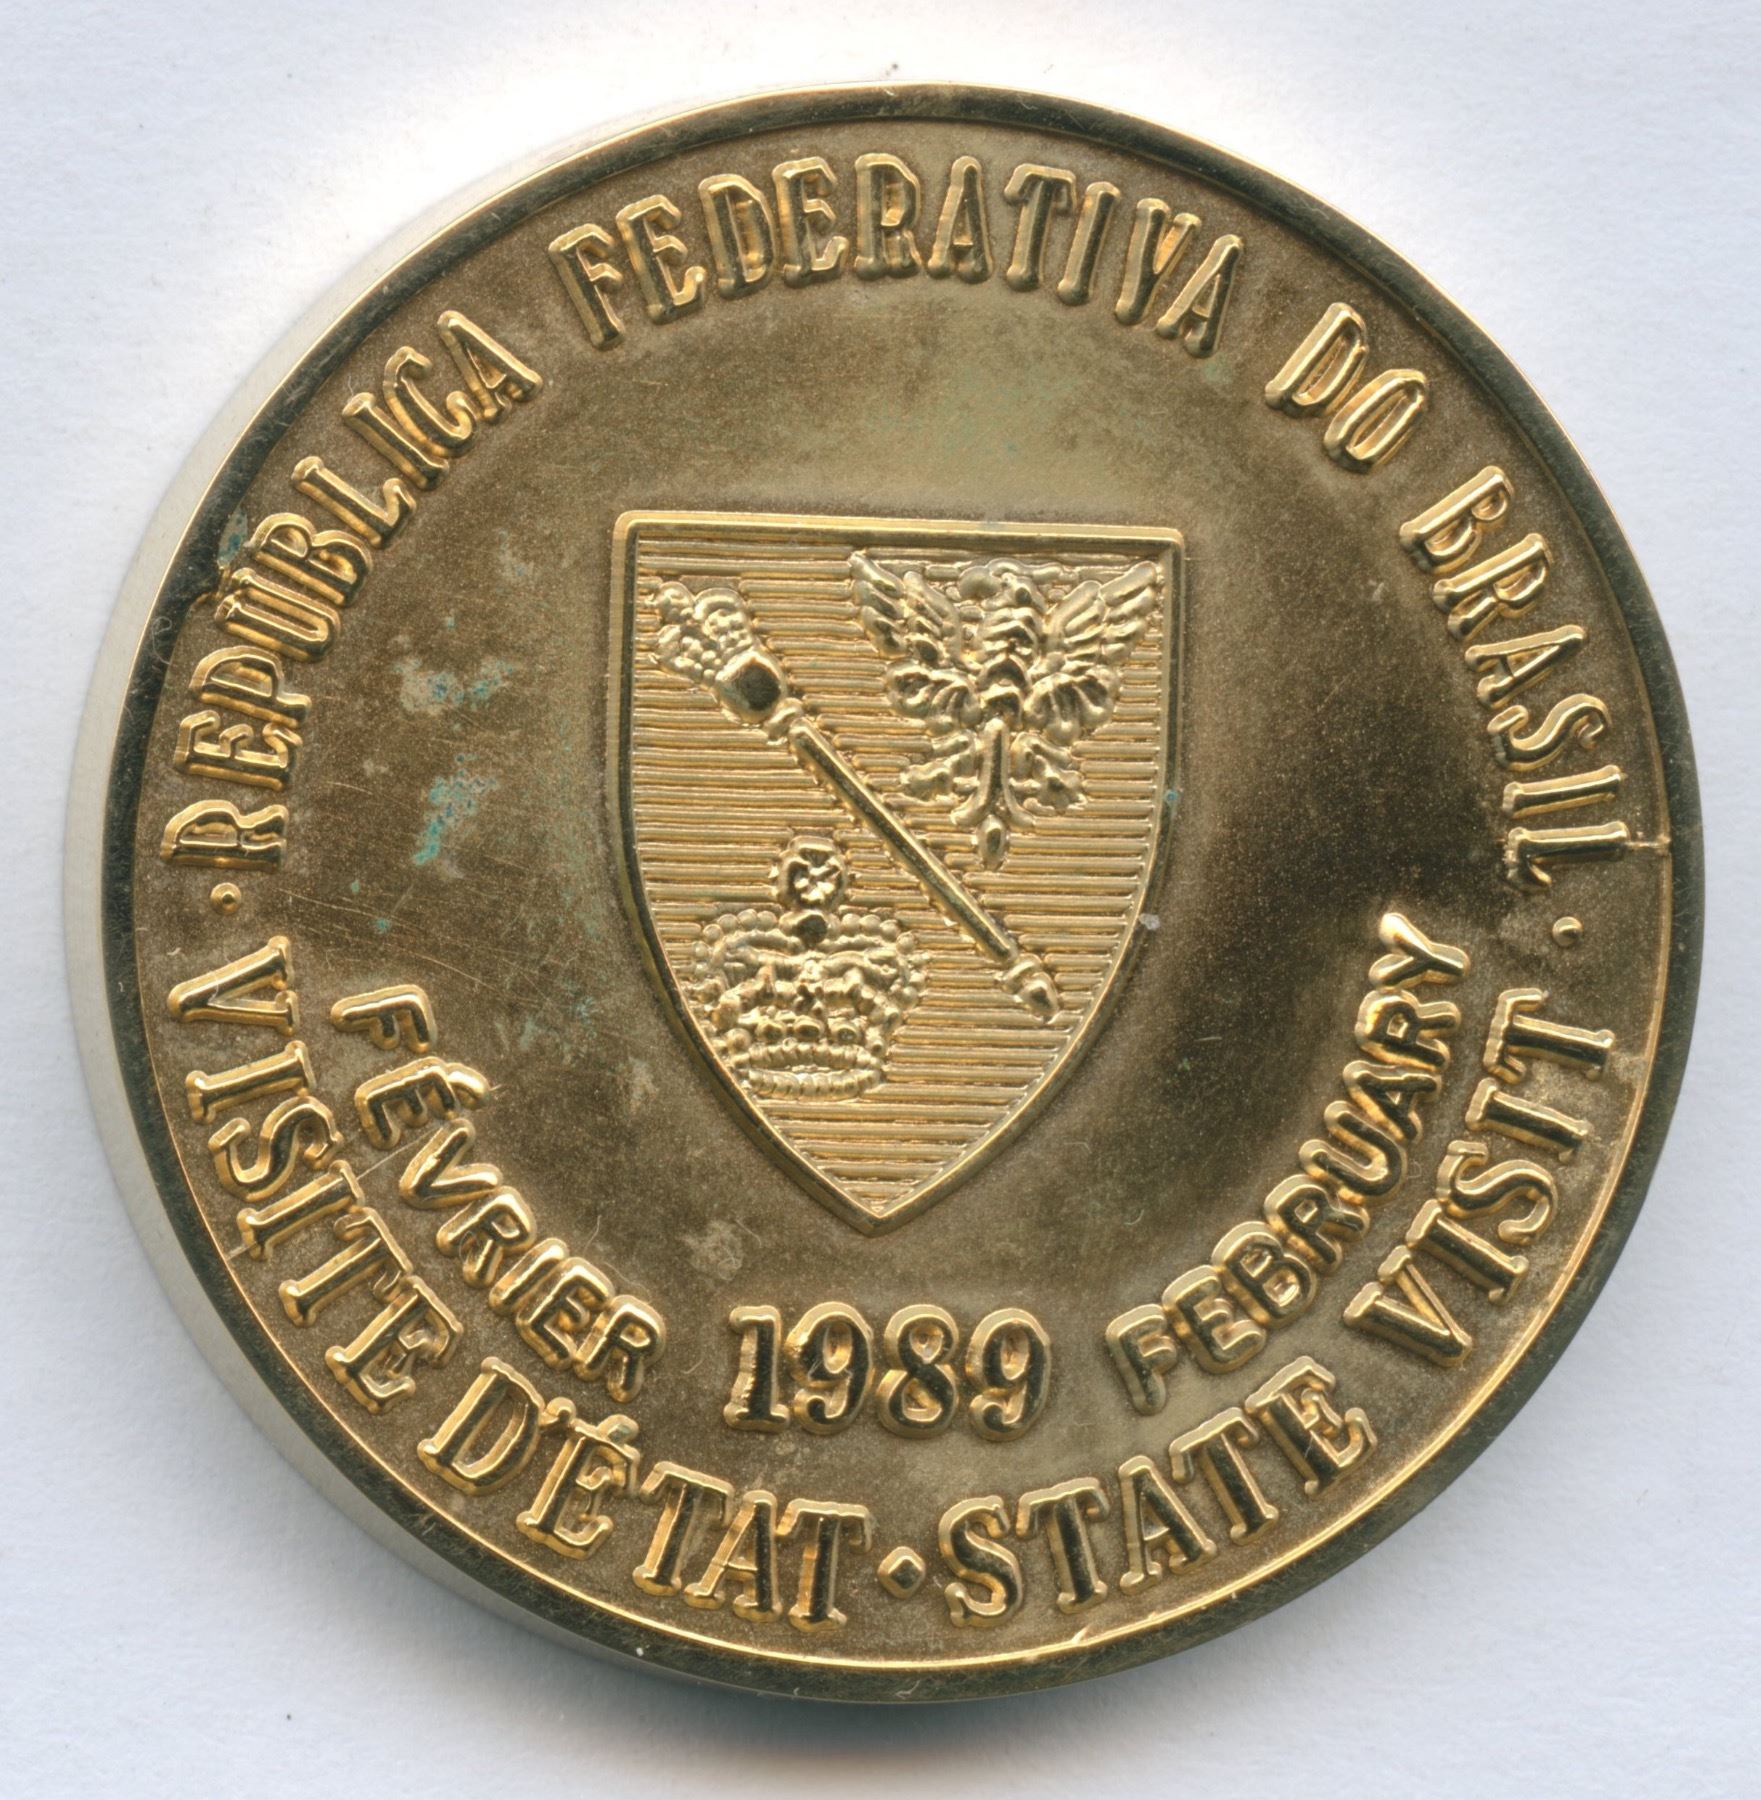 · REPÚBLICA FEDERATIVA DO BRASIL ·
FÉVRIER 1989 FEBRUARY
VISITE D'ÉTAT · STATE VISIT